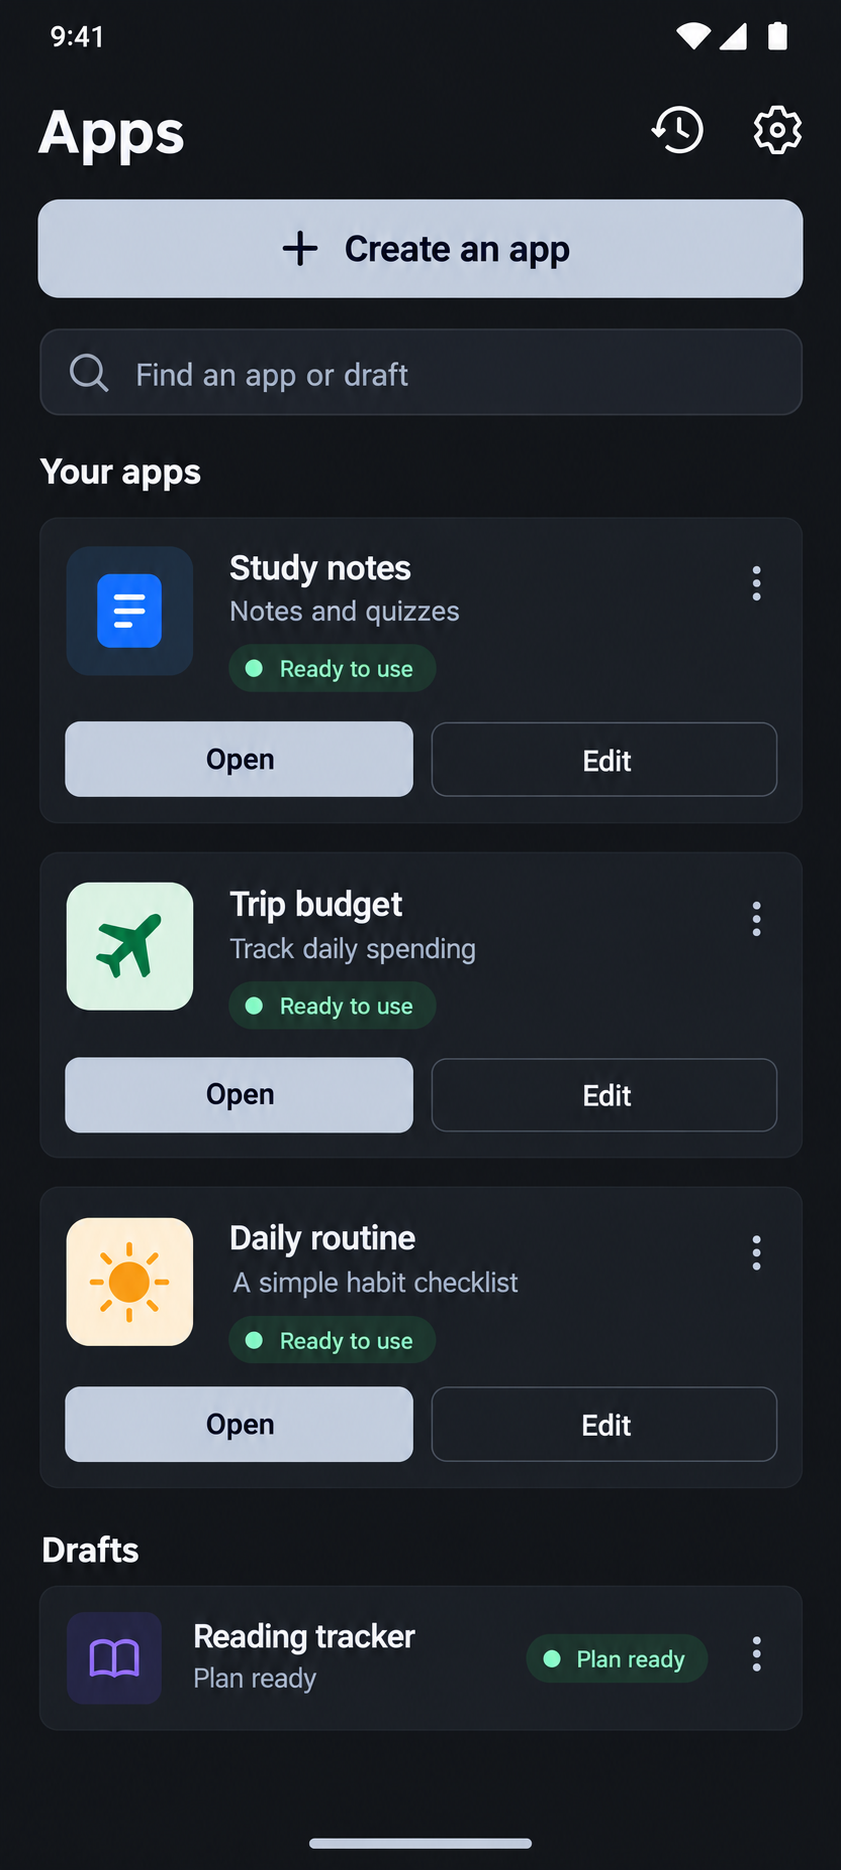 9:41
Apps
Create an app
Find an app or draft
Your apps
Study notes
Notes and quizzes
Ready to use
Open
Edit
Trip budget
Track daily spending
Ready to use
Open
Edit
Daily routine
A simple habit checklist
Ready to use
Open
Edit
Drafts
Reading tracker
Plan ready
Plan ready